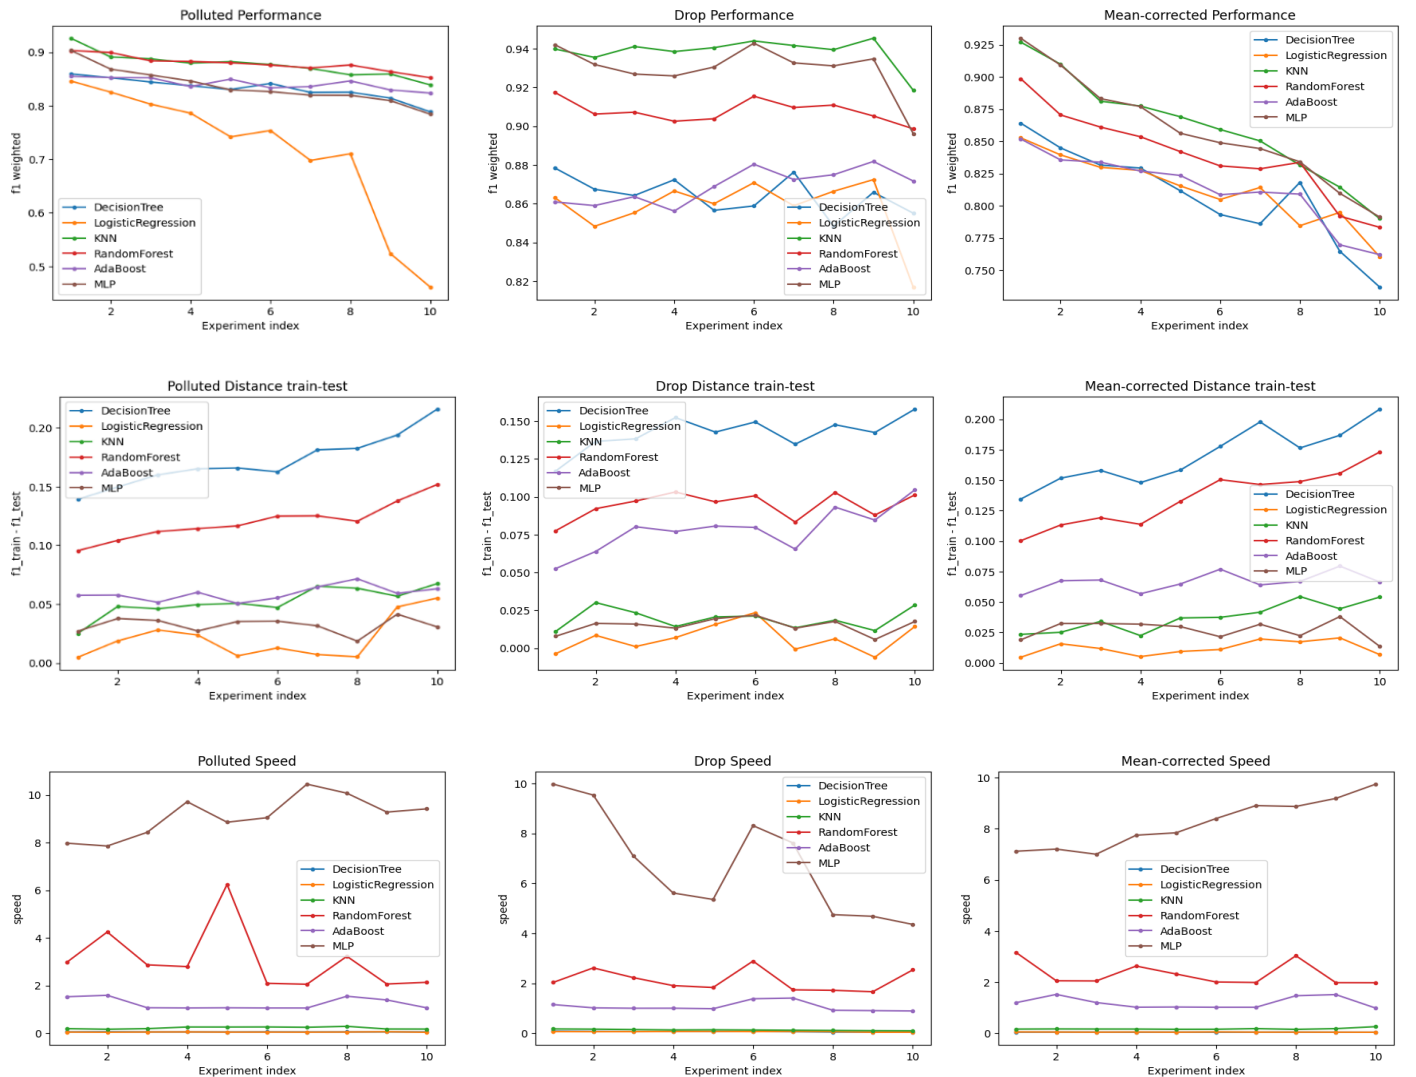 Polluted Performance
f1 weighted
0.9
0.8
0.7
0.6
0.5
DecisionTree
LogisticRegression
KNN
RandomForest
AdaBoost
MLP
2 4 6 8 10
Experiment index
Drop Performance
f1 weighted
0.94
0.92
0.90
0.88
0.86
0.84
0.82
DecisionTree
LogisticRegression
KNN
RandomForest
AdaBoost
MLP
2 4 6 8 10
Experiment index
Mean-corrected Performance
f1 weighted
0.925
0.900
0.875
0.850
0.825
0.800
0.775
0.750
DecisionTree
LogisticRegression
KNN
RandomForest
AdaBoost
MLP
2 4 6 8 10
Experiment index
Polluted Distance train-test
f1_train - f1_test
0.20
0.15
0.10
0.05
0.00
DecisionTree
LogisticRegression
KNN
RandomForest
AdaBoost
MLP
2 4 6 8 10
Experiment index
Drop Distance train-test
f1_train - f1_test
0.150
0.125
0.100
0.075
0.050
0.025
0.000
DecisionTree
LogisticRegression
KNN
RandomForest
AdaBoost
MLP
2 4 6 8 10
Experiment index
Mean-corrected Distance train-test
f1_train - f1_test
0.200
0.175
0.150
0.125
0.100
0.075
0.050
0.025
0.000
DecisionTree
LogisticRegression
KNN
RandomForest
AdaBoost
MLP
2 4 6 8 10
Experiment index
Polluted Speed
speed
10
8
6
4
2
0
DecisionTree
LogisticRegression
KNN
RandomForest
AdaBoost
MLP
2 4 6 8 10
Experiment index
Drop Speed
speed
10
8
6
4
2
0
DecisionTree
LogisticRegression
KNN
RandomForest
AdaBoost
MLP
2 4 6 8 10
Experiment index
Mean-corrected Speed
speed
10
8
6
4
2
0
DecisionTree
LogisticRegression
KNN
RandomForest
AdaBoost
MLP
2 4 6 8 10
Experiment index